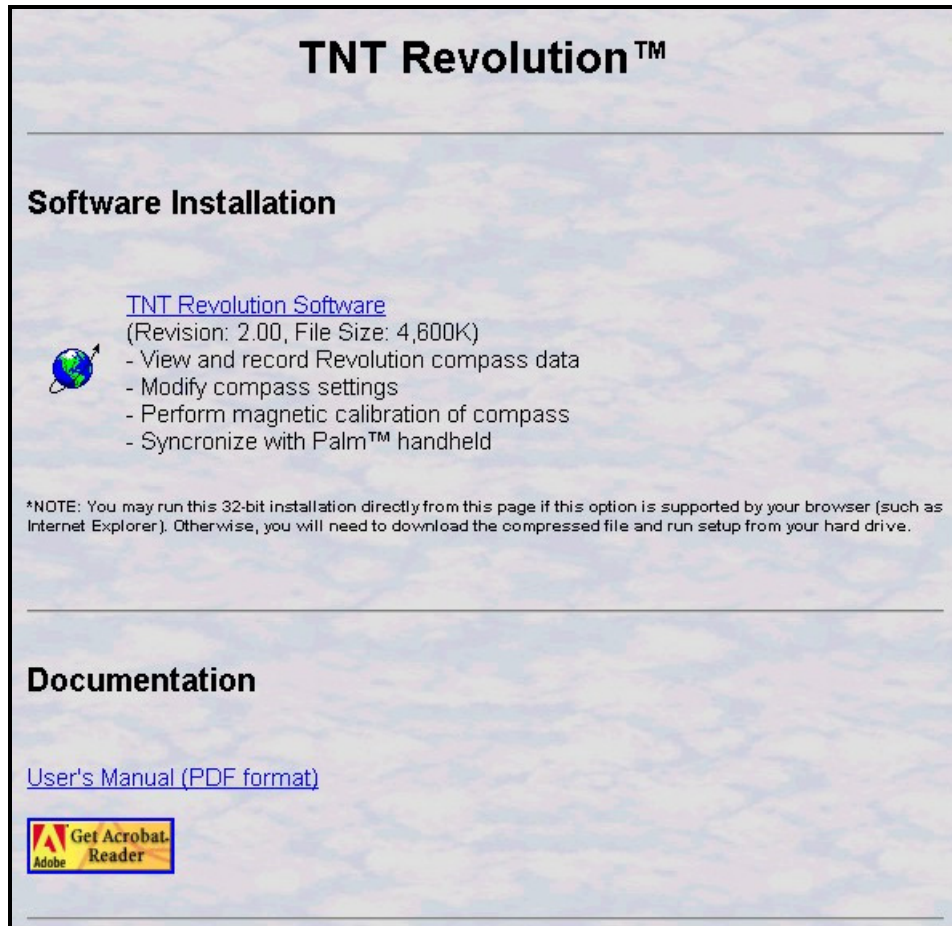 TNT Revolution™
Software Installation
TNT Revolution Software
(Revision: 2.00, File Size: 4,600K)
- View and record Revolution compass data
- Modify compass settings
- Perform magnetic calibration of compass
- Syncronize with Palm™ handheld
*NOTE: You may run this 32-bit installation directly from this page if this option is supported by your browser (such as
Internet Explorer). Otherwise, you will need to download the compressed file and run setup from your hard drive.
Documentation
User's Manual (PDF format)
Get Acrobat
Adobe Reader